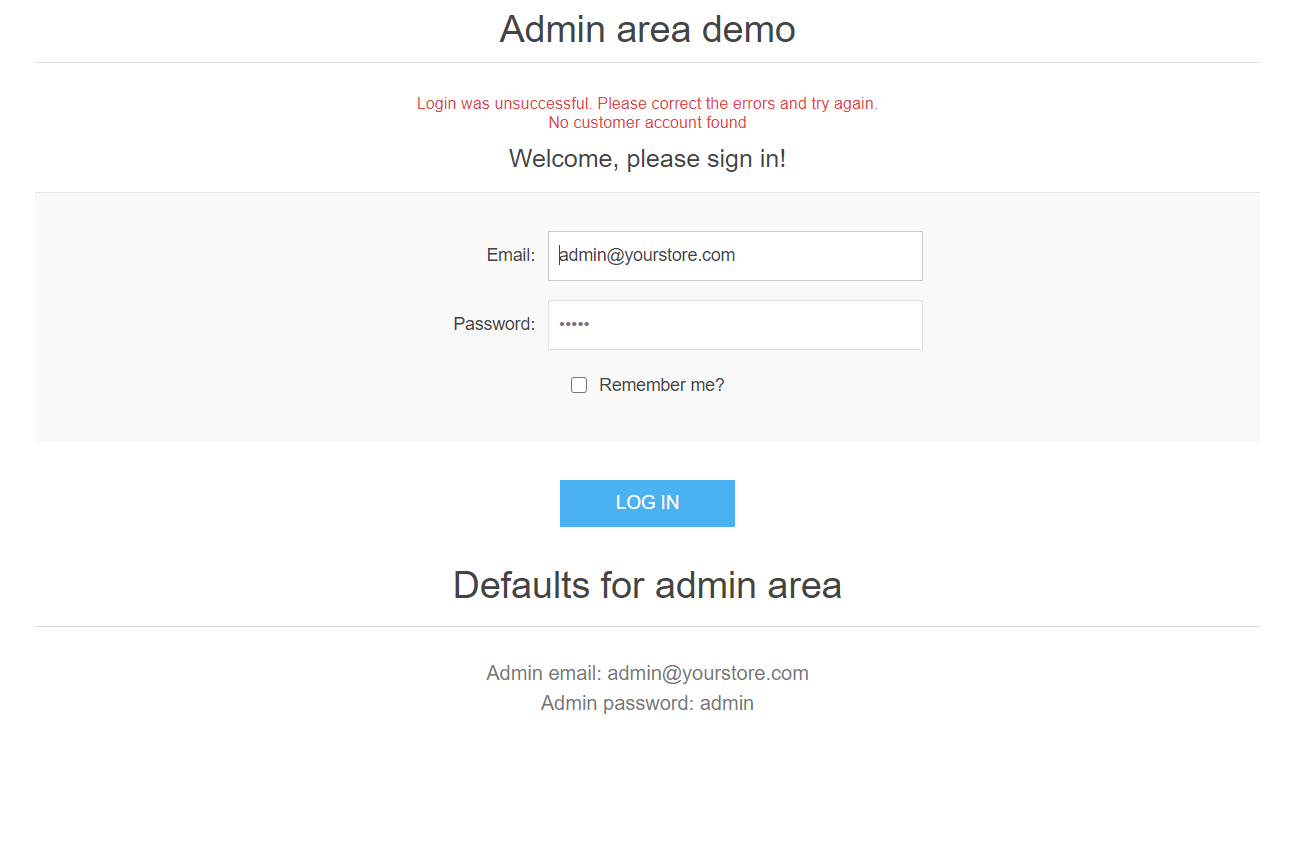 Admin area demo
Login was unsuccessful. Please correct the errors and try again.
No customer account found
Welcome, please sign in!
Email: admin@yourstore.com
Password: •••••
Remember me?
LOG IN
Defaults for admin area
Admin email: admin@yourstore.com
Admin password: admin